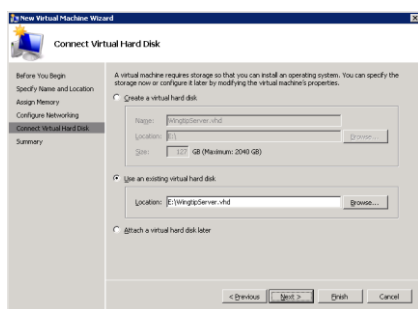 New Virtual Machine Wizard
Connect Virtual Hard Disk
Before You Begin
Specify Name and Location
Assign Memory
Configure Networking
Connect Virtual Hard Disk
Summary
A virtual machine requires storage so that you can install an operating system. You can specify the
storage now or configure it later by modifying the virtual machine's properties.
Create a virtual hard disk
Name: WingtipServer.vhd
Location: E:\ Browse...
Size: 127 GB (Maximum: 2040 GB)
Use an existing virtual hard disk
Location: E:\WingtipServer.vhd Browse...
Attach a virtual hard disk later
< Previous Next > Finish Cancel